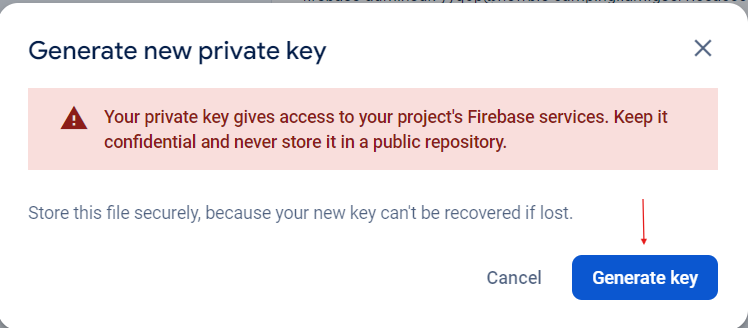 Generate new private key
Your private key gives access to your project's Firebase services. Keep it
confidential and never store it in a public repository.
Store this file securely, because your new key can't be recovered if lost.
Cancel
Generate key